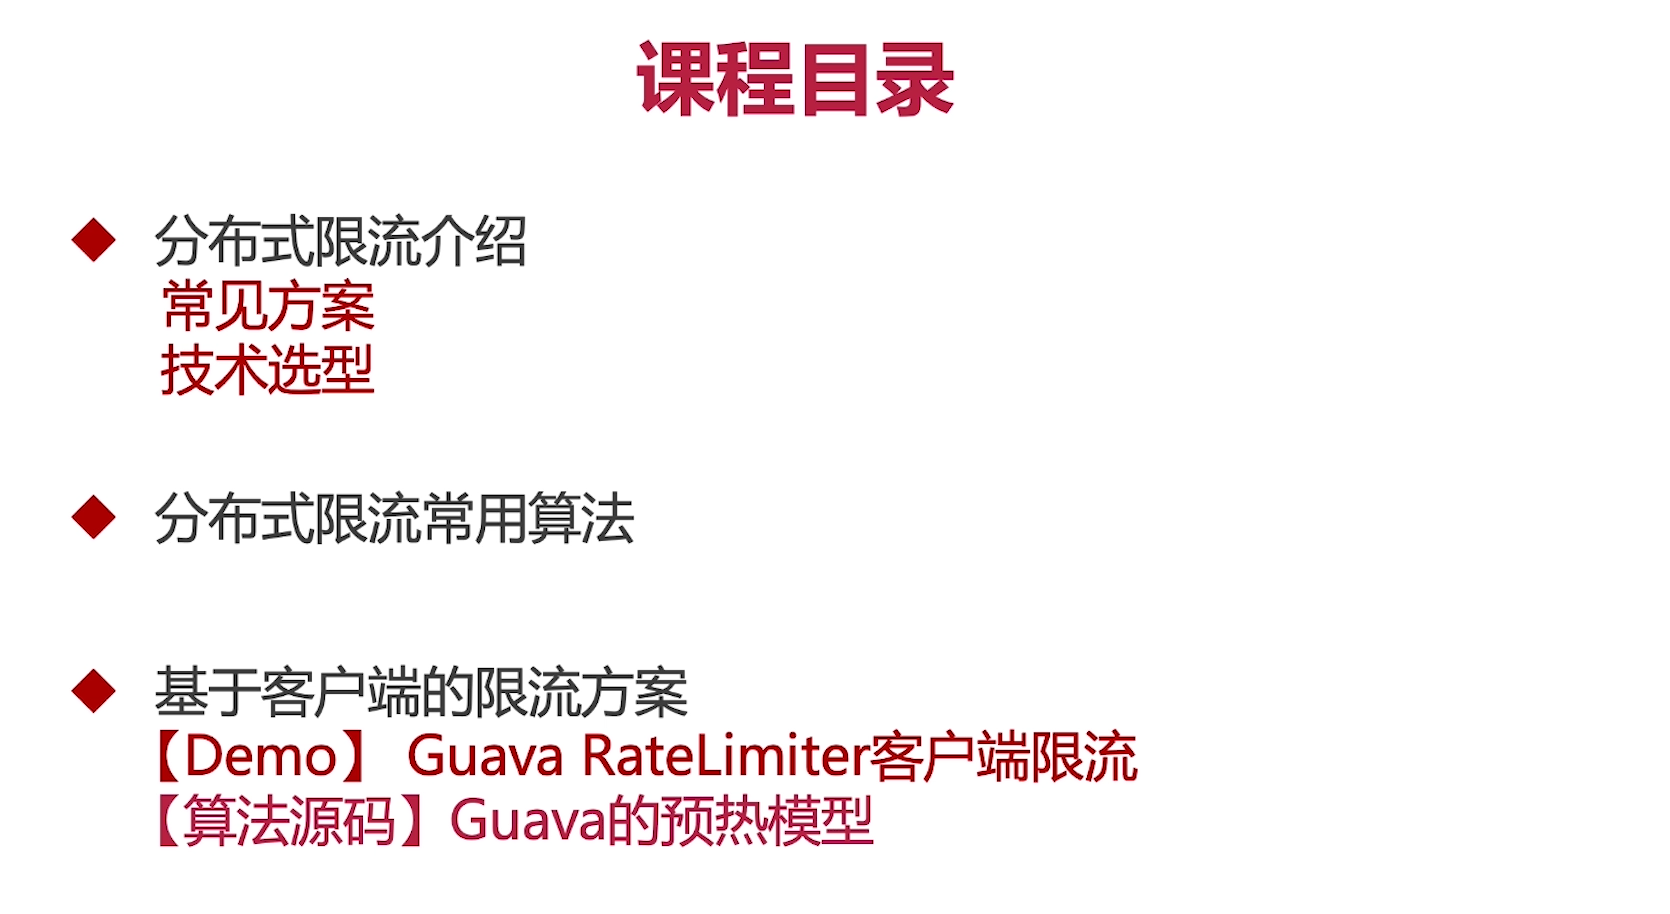 课程目录
分布式限流介绍
常见方案
技术选型
分布式限流常用算法
基于客户端的限流方案
【Demo】 Guava RateLimiter客户端限流
【算法源码】Guava的预热模型